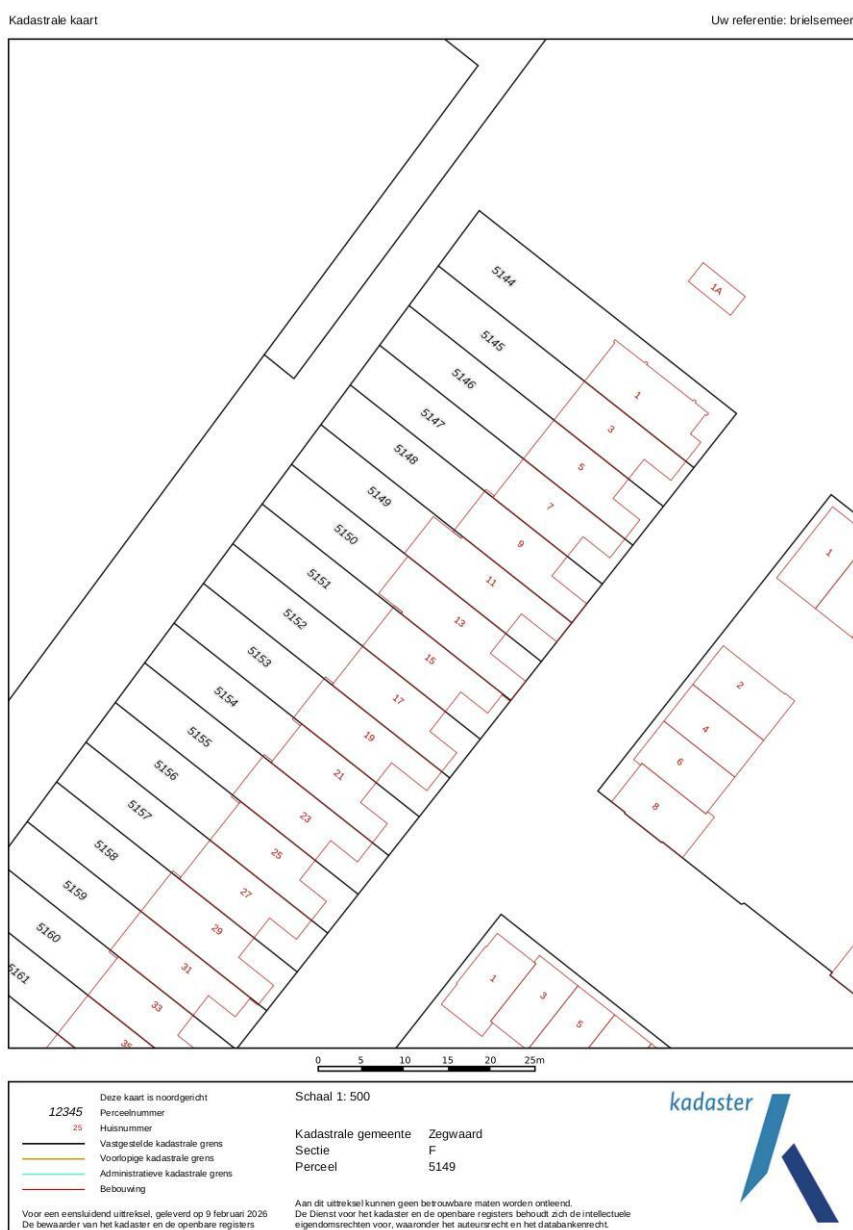 Kadastrale kaart
Uw referentie: brielsemeer
5144
1A
5145
1
5146
3
5147
5
5148
7
5149
9
1
5150
11
5151
13
5152
15
2
5153
17
4
5154
19
6
5155
21
8
5156
23
5157
25
5158
27
5159
29
5160
31
1
3
5161
33
5
35
0 5 10 15 20 25m
Deze kaart is noordgericht
12345 Perceelnummer
25 Huisnummer
Vastgestelde kadastrale grens
Voorlopige kadastrale grens
Administratieve kadastrale grens
Bebouwing
Voor een eensluidend uittreksel, geleverd op 9 februari 2026
De bewaarder van het kadaster en de openbare registers
Schaal 1: 500
Kadastrale gemeente Zegwaard
Sectie F
Perceel 5149
Aan dit uittreksel kunnen geen betrouwbare maten worden ontleend.
De Dienst voor het kadaster en de openbare registers behoudt zich de intellectuele
eigendomsrechten voor, waaronder het auteursrecht en het databankenrecht.
kadaster